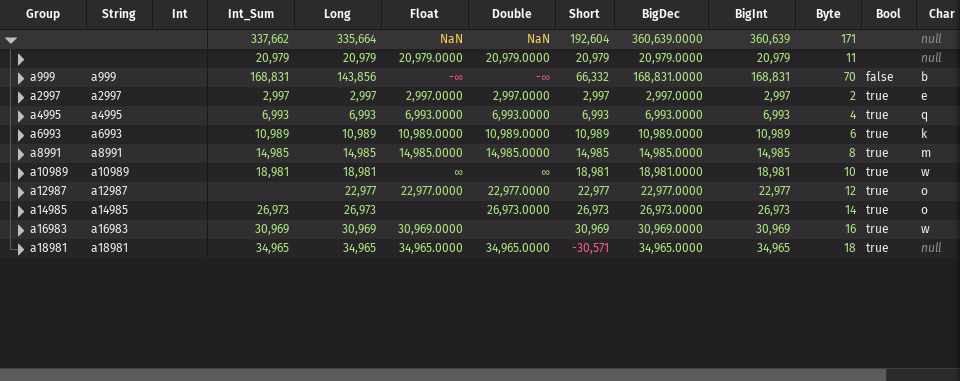 Group String Int Int_Sum Long Float Double Short BigDec BigInt Byte Bool Char
337,662 335,664 NaN NaN 192,604 360,639.0000 360,639 171 null
20,979 20,979 20,979.0000 20,979.0000 20,979 20,979.0000 20,979 11 null
a999 a999 168,831 143,856 -∞ -∞ 66,332 168,831.0000 168,831 70 false b
a2997 a2997 2,997 2,997 2,997.0000 2,997.0000 2,997 2,997.0000 2,997 2 true e
a4995 a4995 6,993 6,993 6,993.0000 6,993.0000 6,993 6,993.0000 6,993 4 true q
a6993 a6993 10,989 10,989 10,989.0000 10,989.0000 10,989 10,989.0000 10,989 6 true k
a8991 a8991 14,985 14,985 14,985.0000 14,985.0000 14,985 14,985.0000 14,985 8 true m
a10989 a10989 18,981 18,981 ∞ ∞ 18,981 18,981.0000 18,981 10 true w
a12987 a12987 22,977 22,977.0000 22,977.0000 22,977 22,977.0000 22,977 12 true o
a14985 a14985 26,973 26,973 26,973.0000 26,973 26,973.0000 26,973 14 true o
a16983 a16983 30,969 30,969 30,969.0000 30,969 30,969.0000 30,969 16 true w
a18981 a18981 34,965 34,965 34,965.0000 34,965.0000 -30,571 34,965.0000 34,965 18 true null